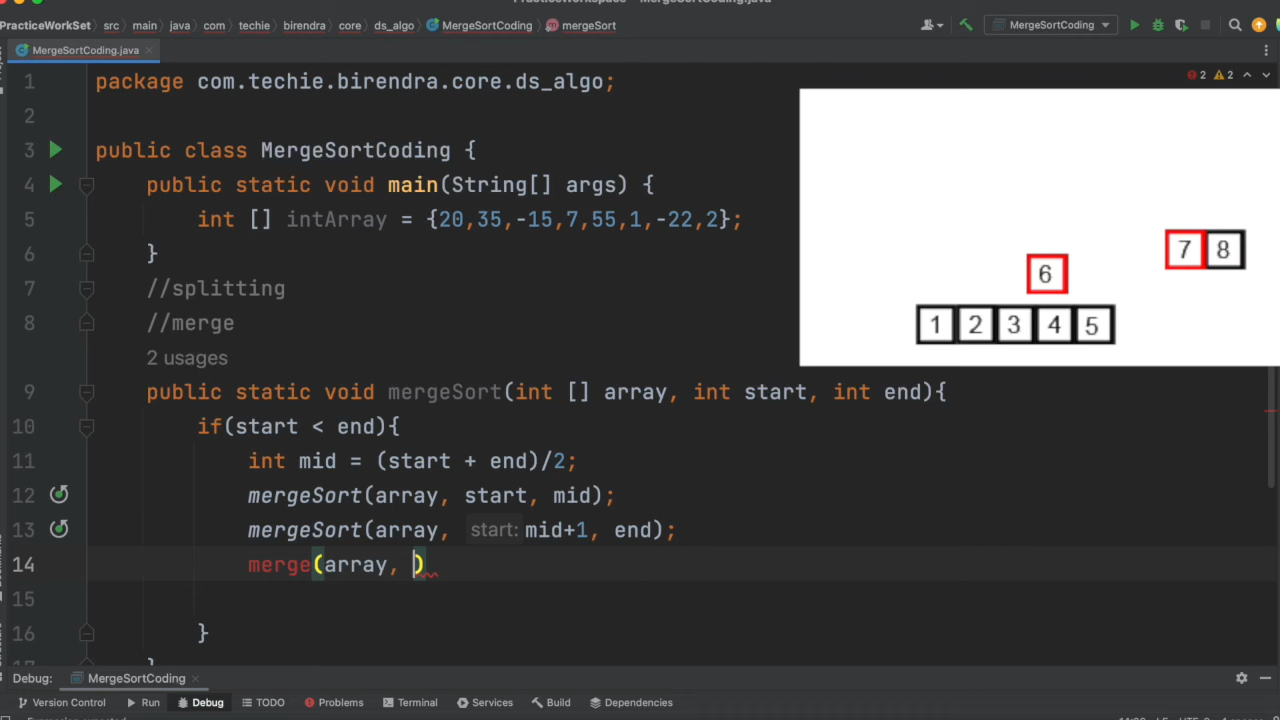 PracticeWorkSet src main java com techie birendra core ds_algo MergeSortCoding mergeSort MergeSortCoding
MergeSortCoding.java
2 2
1 package com.techie.birendra.core.ds_algo;
2
3 public class MergeSortCoding {
4 public static void main(String[] args) {
5 int [] intArray = {20,35,-15,7,55,1,-22,2};
6 }
7 //splitting
8 //merge
2 usages
9 public static void mergeSort(int [] array, int start, int end){
10 if(start < end){
11 int mid = (start + end)/2;
12 mergeSort(array, start, mid);
13 mergeSort(array, start: mid+1, end);
14 merge(array, )
15
16 }
7 8
6
1 2 3 4 5
Debug: MergeSortCoding
Version Control Run Debug TODO Problems Terminal Services Build Dependencies